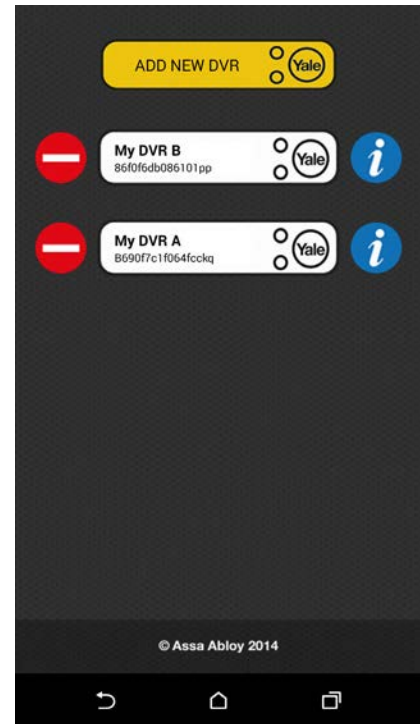 ADD NEW DVR Yale
My DVR B
86f0f6db086101pp
Yale
i
My DVR A
B690f7c1f064fcckq
Yale
i
© Assa Abloy 2014